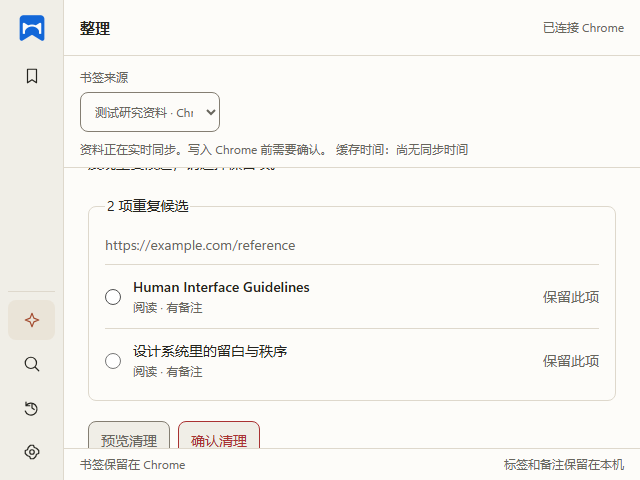 整理
已连接 Chrome
书签来源
测试研究资料 · Chr
资料正在实时同步。写入 Chrome 前需要确认。 缓存时间：尚无同步时间
2 项重复候选
https://example.com/reference
Human Interface Guidelines
阅读 · 有备注
保留此项
设计系统里的留白与秩序
阅读 · 有备注
保留此项
预览清理
确认清理
书签保留在 Chrome
标签和备注保留在本机